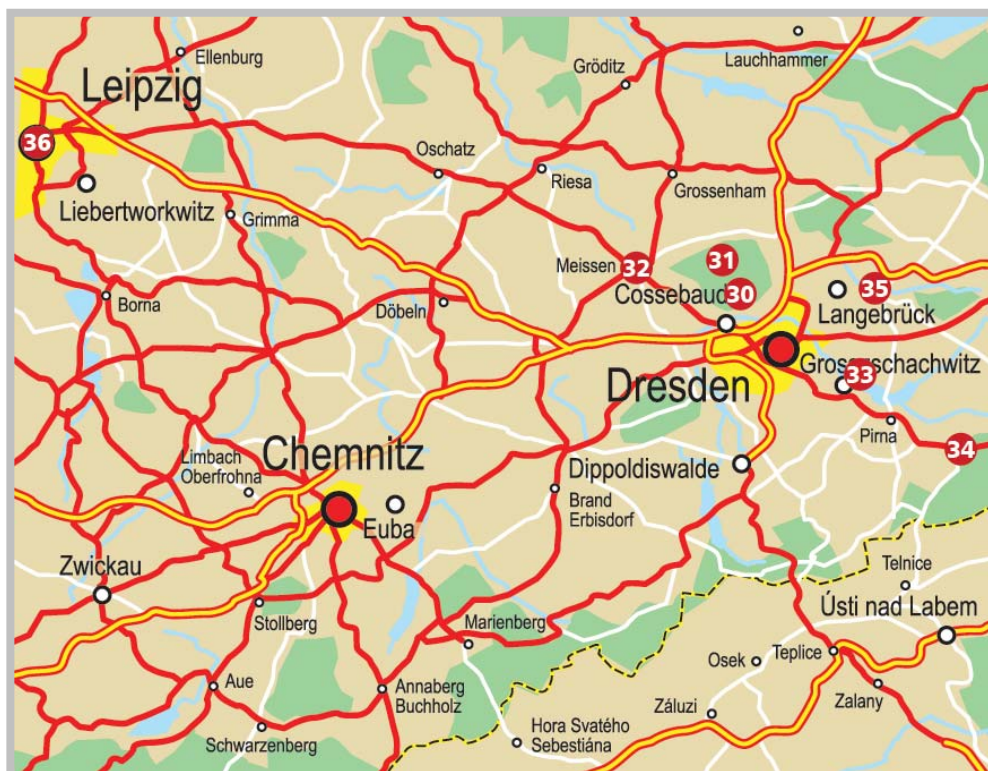 Ellenburg
Lauchhammer
Leipzig
Gröditz
36
Oschatz
Riesa
Grossenham
Liebertworkwitz
Grimma
Meissen
32
31
Cossebaud
30
35
Borna
Döbeln
Langebrück
Dresden
33
Pirna
34
Chemnitz
Limbach
Oberfrohna
Dippoldiswalde
Brand
Erbisdorf
Euba
Zwickau
Telnice
Ústi nad Labem
Stollberg
Marienberg
Teplice
Osek
Aue
Annaberg
Buchholz
Zalany
Záluzi
Schwarzenberg
Hora Svatého
Sebestiána